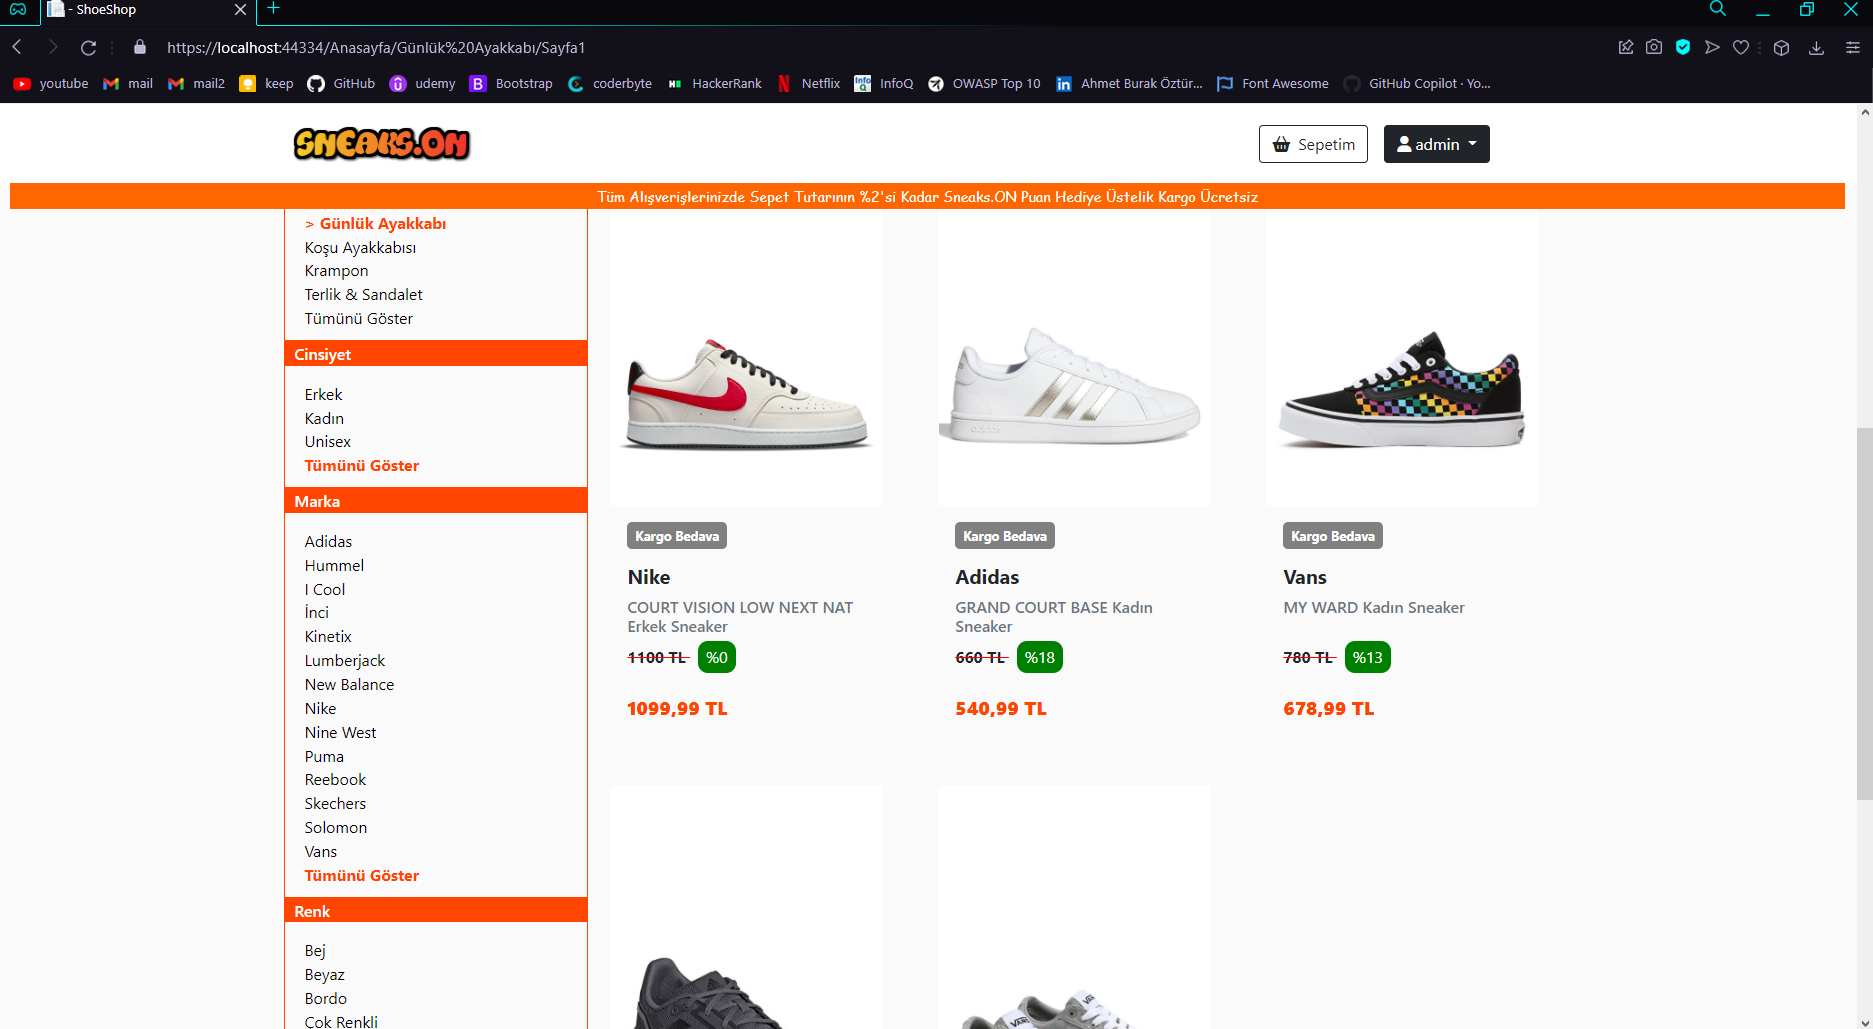 - ShoeShop
https://localhost:44334/Anasayfa/Günlük%20Ayakkabı/Sayfa1
youtube
mail
mail2
keep
GitHub
udemy
Bootstrap
coderbyte
HackerRank
Netflix
InfoQ
OWASP Top 10
Ahmet Burak Öztür...
Font Awesome
GitHub Copilot · Yo...
SNEAKS.ON
Sepetim
admin
Tüm Alışverişlerinizde Sepet Tutarının %2'si Kadar Sneaks.ON Puan Hediye Üstelik Kargo Ücretsiz
> Günlük Ayakkabı
Koşu Ayakkabısı
Krampon
Terlik & Sandalet
Tümünü Göster
Cinsiyet
Erkek
Kadın
Unisex
Tümünü Göster
Marka
Adidas
Hummel
I Cool
İnci
Kinetix
Lumberjack
New Balance
Nike
Nine West
Puma
Reebook
Skechers
Solomon
Vans
Tümünü Göster
Renk
Bej
Beyaz
Bordo
Çok Renkli
Kargo Bedava
Nike
COURT VISION LOW NEXT NAT
Erkek Sneaker
1100 TL %0
1099,99 TL
Kargo Bedava
Adidas
GRAND COURT BASE Kadın
Sneaker
660 TL %18
540,99 TL
Kargo Bedava
Vans
MY WARD Kadın Sneaker
780 TL %13
678,99 TL